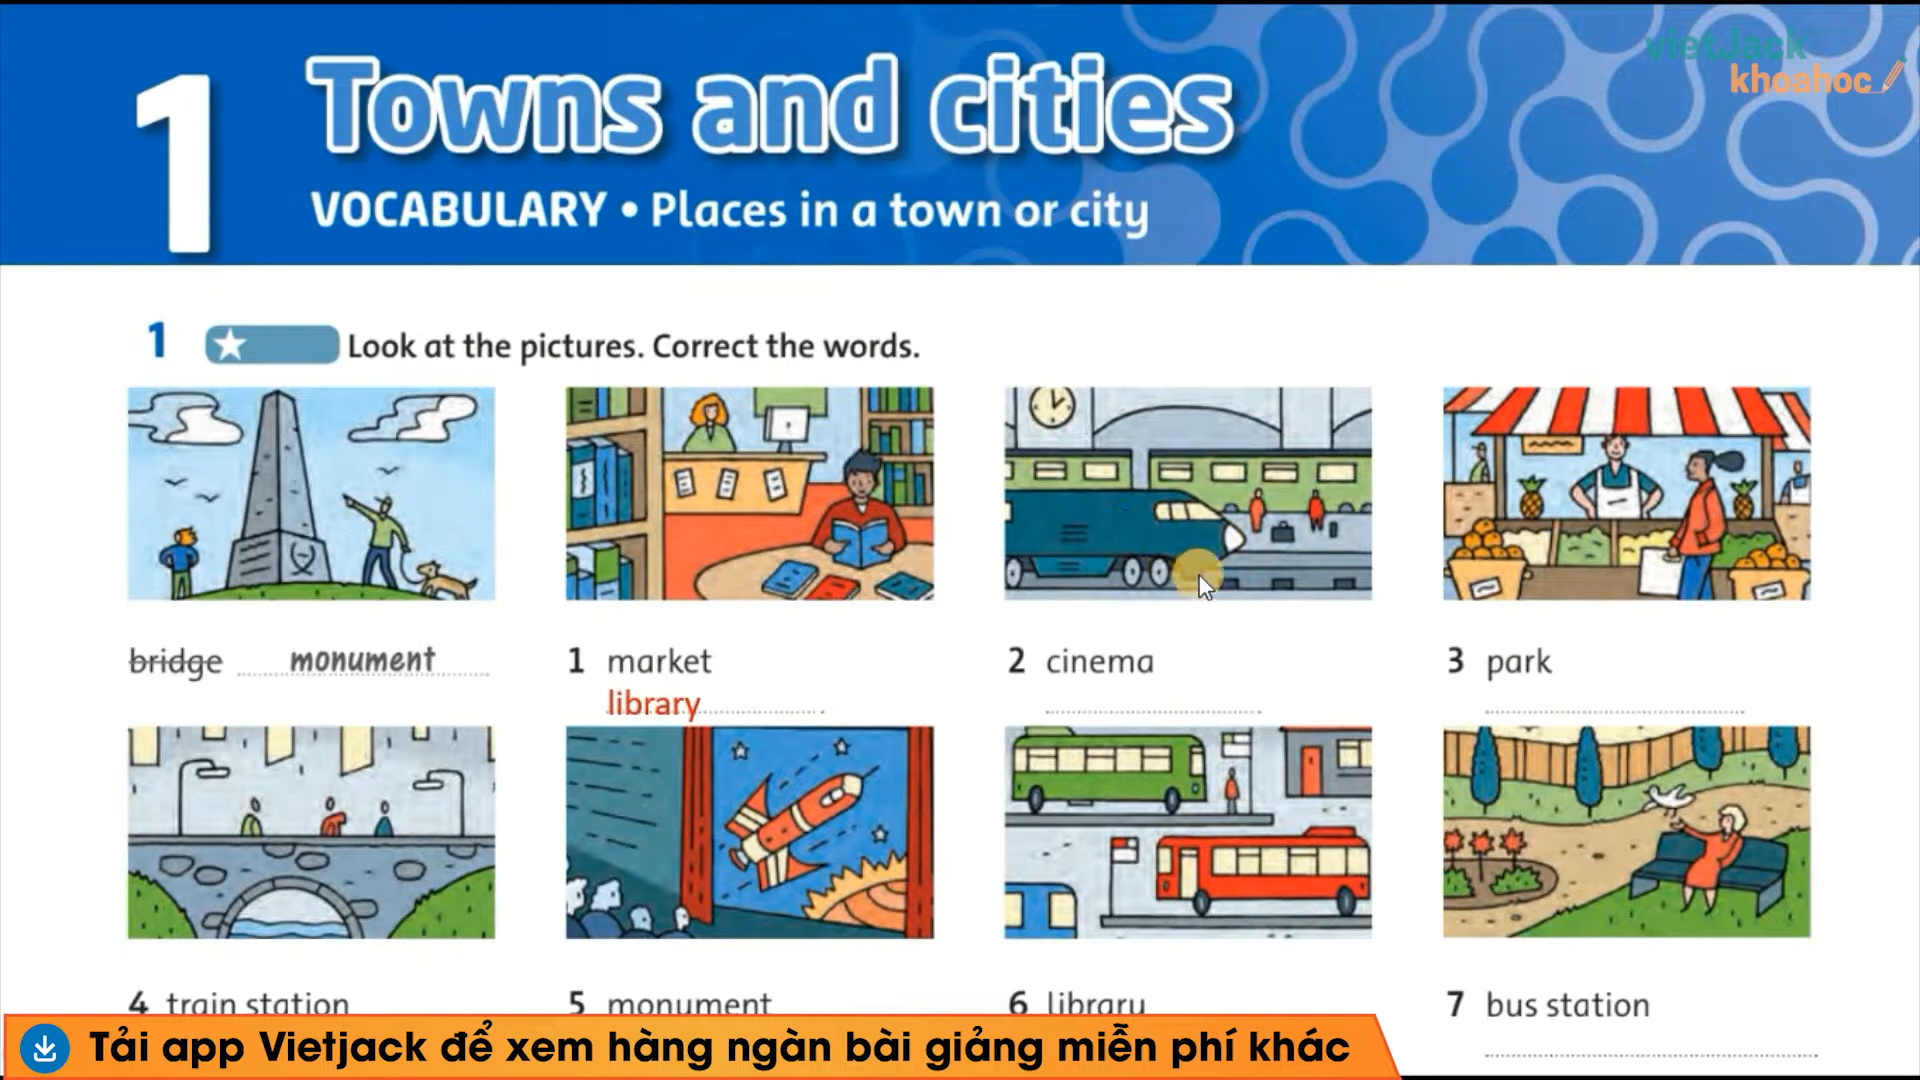 vietJack
khoahoc
1 Towns and cities
VOCABULARY • Places in a town or city
1 Look at the pictures. Correct the words.
bridge monument
1 market
library
2 cinema
3 park
4 train station
5 monument
6 library
7 bus station
Tải app Vietjack để xem hàng ngàn bài giảng miễn phí khác